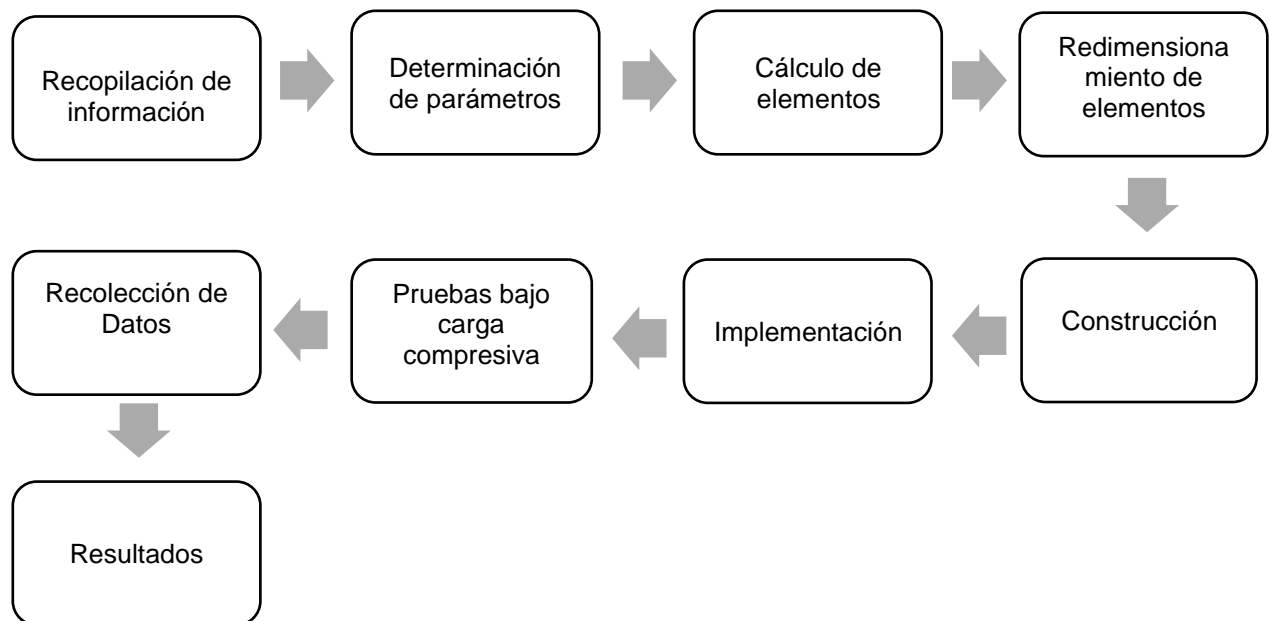 Recopilación de
información
Determinación
de parámetros
Cálculo de
elementos
Redimensiona
miento de
elementos
Construcción
Implementación
Pruebas bajo
carga
compresiva
Recolección de
Datos
Resultados